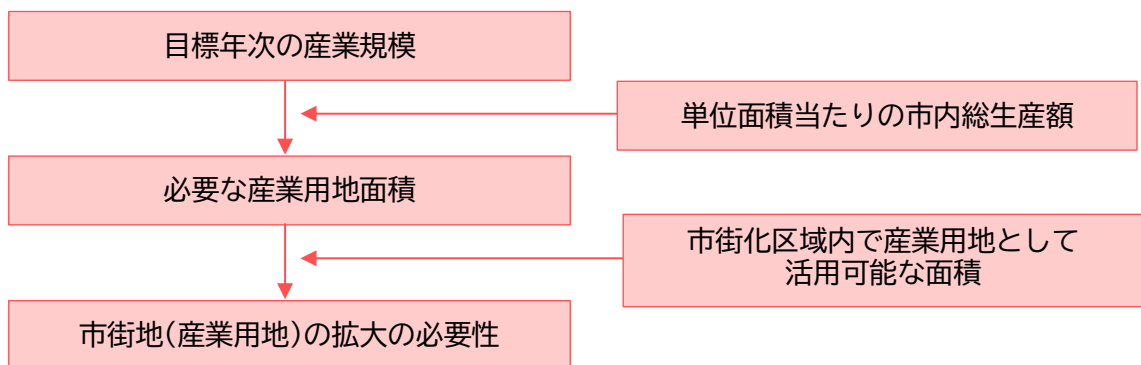 目標年次の産業規模
単位面積当たりの市内総生産額
必要な産業用地面積
市街化区域内で産業用地として
活用可能な面積
市街地(産業用地)の拡大の必要性